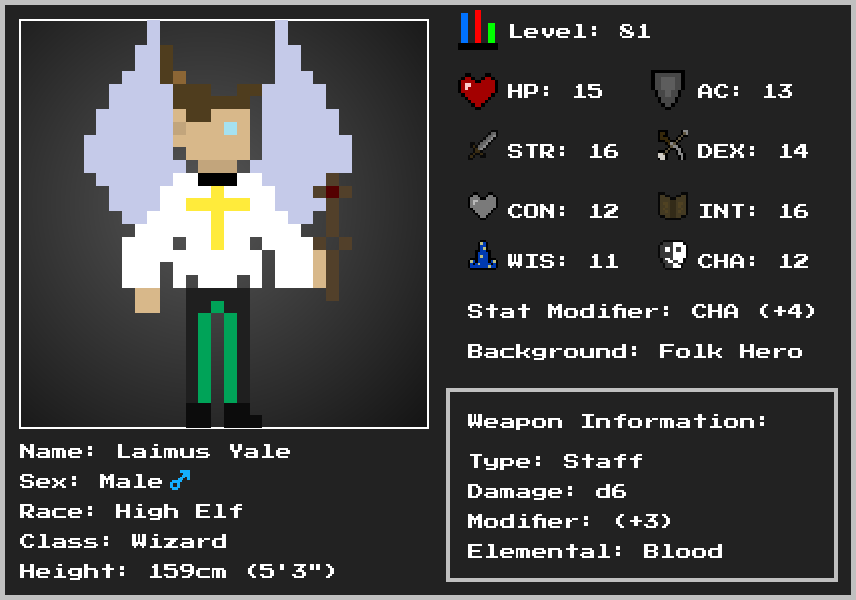 Level: 81
HP: 15
AC: 13
STR: 16
DEX: 14
CON: 12
INT: 16
WIS: 11
CHA: 12
Stat Modifier: CHA (+4)
Background: Folk Hero
Weapon Information:
Type: Staff
Damage: d6
Modifier: (+3)
Elemental: Blood
Name: Laimus Yale
Sex: Male♂
Race: High Elf
Class: Wizard
Height: 159cm (5'3")